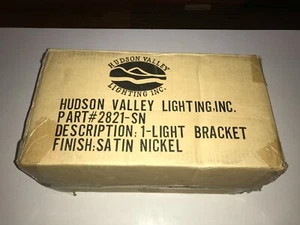 HUDSON VALLEY
LIGHTING INC.
HUDSON VALLEY LIGHTING,INC.
PART#2821-SN
DESCRIPTION: 1-LIGHT BRACKET
FINISH: SATIN NICKEL